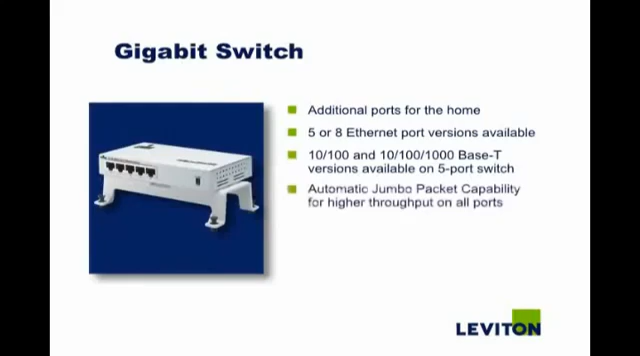 Gigabit Switch
Additional ports for the home
5 or 8 Ethernet port versions available
10/100 and 10/100/1000 Base-T
versions available on 5-port switch
Automatic Jumbo Packet Capability
for higher throughput on all ports
LEVITON